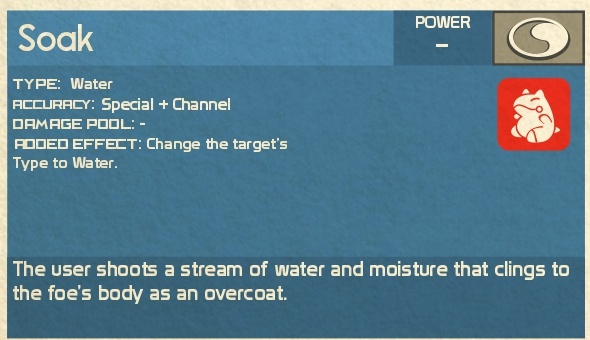 Soak
POWER
–
TYPE: Water
ACCURACY: Special + Channel
DAMAGE POOL: -
ADDED EFFECT: Change the target's
Type to Water.
The user shoots a stream of water and moisture that clings to
the foe's body as an overcoat.